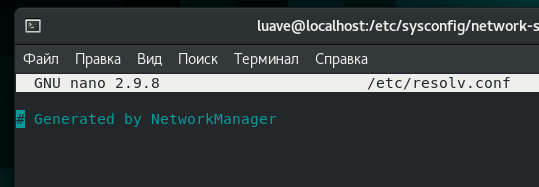 luave@localhost:/etc/sysconfig/network-s
Файл Правка Вид Поиск Терминал Справка
GNU nano 2.9.8 /etc/resolv.conf
# Generated by NetworkManager